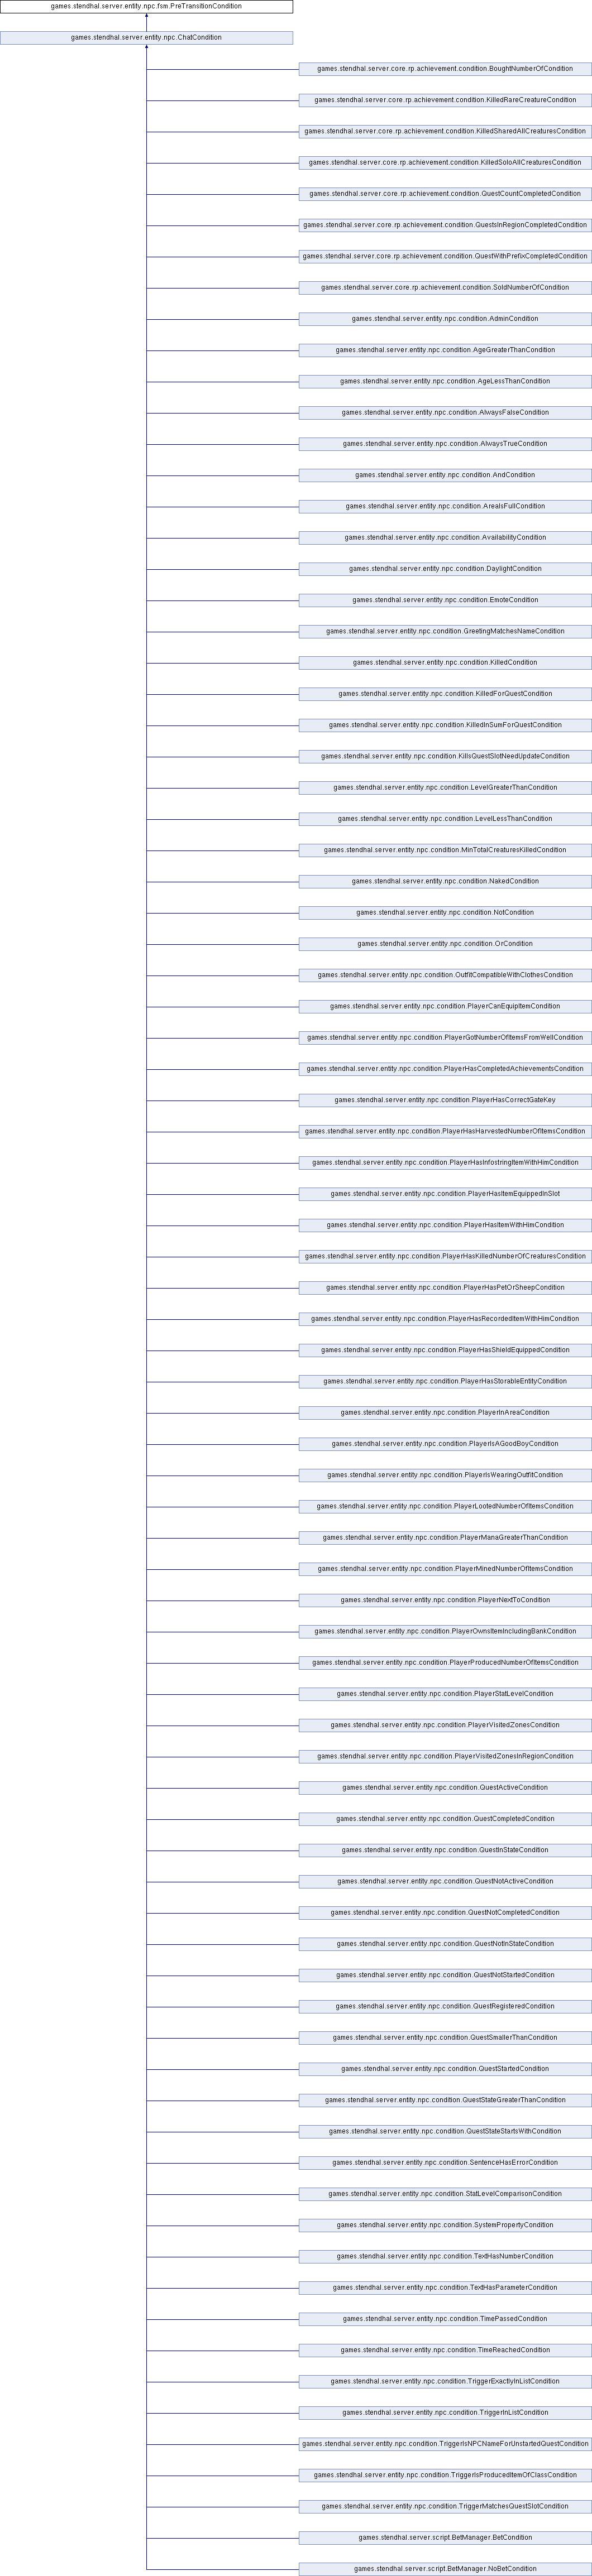 games.stendhal.server.entity.npc.fsm.PreTransitionCondition
games.stendhal.server.entity.npc.ChatCondition
games.stendhal.server.core.rp.achievement.condition.BoughtNumberOfCondition
games.stendhal.server.core.rp.achievement.condition.KilledRareCreatureCondition
games.stendhal.server.core.rp.achievement.condition.KilledSharedAllCreaturesCondition
games.stendhal.server.core.rp.achievement.condition.KilledSoloAllCreaturesCondition
games.stendhal.server.core.rp.achievement.condition.QuestCountCompletedCondition
games.stendhal.server.core.rp.achievement.condition.QuestsInRegionCompletedCondition
games.stendhal.server.core.rp.achievement.condition.QuestWithPrefixCompletedCondition
games.stendhal.server.core.rp.achievement.condition.SoldNumberOfCondition
games.stendhal.server.entity.npc.condition.AdminCondition
games.stendhal.server.entity.npc.condition.AgeGreaterThanCondition
games.stendhal.server.entity.npc.condition.AgeLessThanCondition
games.stendhal.server.entity.npc.condition.AlwaysFalseCondition
games.stendhal.server.entity.npc.condition.AlwaysTrueCondition
games.stendhal.server.entity.npc.condition.AndCondition
games.stendhal.server.entity.npc.condition.AreaIsFullCondition
games.stendhal.server.entity.npc.condition.AvailabilityCondition
games.stendhal.server.entity.npc.condition.DaylightCondition
games.stendhal.server.entity.npc.condition.EmoteCondition
games.stendhal.server.entity.npc.condition.GreetingMatchesNameCondition
games.stendhal.server.entity.npc.condition.KilledCondition
games.stendhal.server.entity.npc.condition.KilledForQuestCondition
games.stendhal.server.entity.npc.condition.KilledInSumForQuestCondition
games.stendhal.server.entity.npc.condition.KillsQuestSlotNeedUpdateCondition
games.stendhal.server.entity.npc.condition.LevelGreaterThanCondition
games.stendhal.server.entity.npc.condition.LevelLessThanCondition
games.stendhal.server.entity.npc.condition.MinTotalCreaturesKilledCondition
games.stendhal.server.entity.npc.condition.NakedCondition
games.stendhal.server.entity.npc.condition.NotCondition
games.stendhal.server.entity.npc.condition.OrCondition
games.stendhal.server.entity.npc.condition.OutfitCompatibleWithClothesCondition
games.stendhal.server.entity.npc.condition.PlayerCanEquipItemCondition
games.stendhal.server.entity.npc.condition.PlayerGotNumberOfItemsFromWellCondition
games.stendhal.server.entity.npc.condition.PlayerHasCompletedAchievementsCondition
games.stendhal.server.entity.npc.condition.PlayerHasCorrectGateKey
games.stendhal.server.entity.npc.condition.PlayerHasHarvestedNumberOfItemsCondition
games.stendhal.server.entity.npc.condition.PlayerHasInfostringItemWithHimCondition
games.stendhal.server.entity.npc.condition.PlayerHasItemEquippedInSlot
games.stendhal.server.entity.npc.condition.PlayerHasItemWithHimCondition
games.stendhal.server.entity.npc.condition.PlayerHasKilledNumberOfCreaturesCondition
games.stendhal.server.entity.npc.condition.PlayerHasPetOrSheepCondition
games.stendhal.server.entity.npc.condition.PlayerHasRecordedItemWithHimCondition
games.stendhal.server.entity.npc.condition.PlayerHasShieldEquippedCondition
games.stendhal.server.entity.npc.condition.PlayerHasStorableEntityCondition
games.stendhal.server.entity.npc.condition.PlayerInAreaCondition
games.stendhal.server.entity.npc.condition.PlayerIsAGoodBoyCondition
games.stendhal.server.entity.npc.condition.PlayerIsWearingOutfitCondition
games.stendhal.server.entity.npc.condition.PlayerLootedNumberOfItemsCondition
games.stendhal.server.entity.npc.condition.PlayerManaGreaterThanCondition
games.stendhal.server.entity.npc.condition.PlayerMinedNumberOfItemsCondition
games.stendhal.server.entity.npc.condition.PlayerNextToCondition
games.stendhal.server.entity.npc.condition.PlayerOwnsItemIncludingBankCondition
games.stendhal.server.entity.npc.condition.PlayerProducedNumberOfItemsCondition
games.stendhal.server.entity.npc.condition.PlayerStatLevelCondition
games.stendhal.server.entity.npc.condition.PlayerVisitedZonesCondition
games.stendhal.server.entity.npc.condition.PlayerVisitedZonesInRegionCondition
games.stendhal.server.entity.npc.condition.QuestActiveCondition
games.stendhal.server.entity.npc.condition.QuestCompletedCondition
games.stendhal.server.entity.npc.condition.QuestInStateCondition
games.stendhal.server.entity.npc.condition.QuestNotActiveCondition
games.stendhal.server.entity.npc.condition.QuestNotCompletedCondition
games.stendhal.server.entity.npc.condition.QuestNotInStateCondition
games.stendhal.server.entity.npc.condition.QuestNotStartedCondition
games.stendhal.server.entity.npc.condition.QuestRegisteredCondition
games.stendhal.server.entity.npc.condition.QuestSmallerThanCondition
games.stendhal.server.entity.npc.condition.QuestStartedCondition
games.stendhal.server.entity.npc.condition.QuestStateGreaterThanCondition
games.stendhal.server.entity.npc.condition.QuestStateStartsWithCondition
games.stendhal.server.entity.npc.condition.SentenceHasErrorCondition
games.stendhal.server.entity.npc.condition.StatLevelComparisonCondition
games.stendhal.server.entity.npc.condition.SystemPropertyCondition
games.stendhal.server.entity.npc.condition.TextHasNumberCondition
games.stendhal.server.entity.npc.condition.TextHasParameterCondition
games.stendhal.server.entity.npc.condition.TimePassedCondition
games.stendhal.server.entity.npc.condition.TimeReachedCondition
games.stendhal.server.entity.npc.condition.TriggerExactlyInListCondition
games.stendhal.server.entity.npc.condition.TriggerInListCondition
games.stendhal.server.entity.npc.condition.TriggerIsNPCNameForUnstartedQuestCondition
games.stendhal.server.entity.npc.condition.TriggerIsProducedItemOfClassCondition
games.stendhal.server.entity.npc.condition.TriggerMatchesQuestSlotCondition
games.stendhal.server.script.BetManager.BetCondition
games.stendhal.server.script.BetManager.NoBetCondition